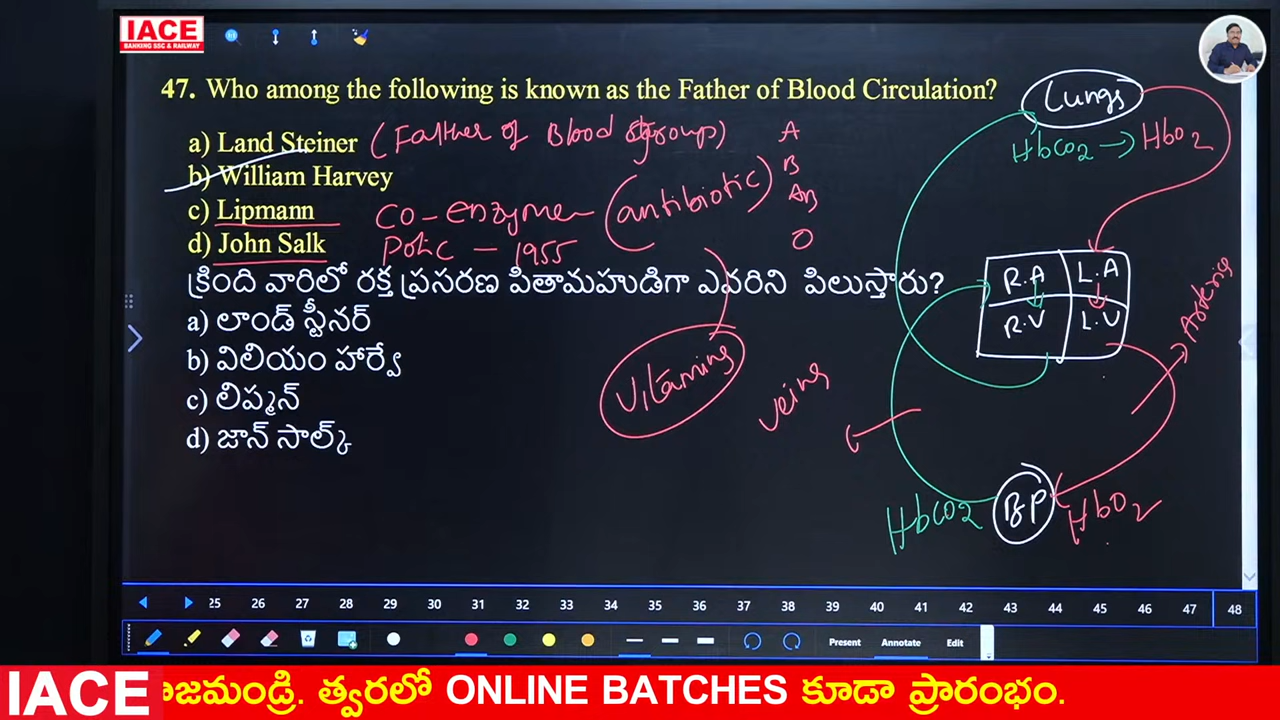 IACE
BANKING SSC & RAILWAY
47. Who among the following is known as the Father of Blood Circulation?
a) Land Steiner (Father of Blood groups) A
b) William Harvey B
c) Lipmann Co-enzyme (antibiotic) AB
d) John Salk Polic - 1955 O
క్రింది వారిలో రక్త ప్రసరణ పితామహుడిగా ఎవరిని పిలుస్తారు?
a) లాండ్ స్టీనర్
b) విలియం హార్వే
c) లిప్మన్
d) జాన్ సాల్క్
vitamins
veins
Lungs
HbCO2 → HbO2
R.A L.A
R.V L.V
Arteries
B.P
HbCO2 HbO2
25 26 27 28 29 30 31 32 33 34 35 36 37 38 39 40 41 42 43 44 45 46 47 48
Present Annotate Edit
IACE జమండ్రి. త్వరలో ONLINE BATCHES కూడా ప్రారంభం.